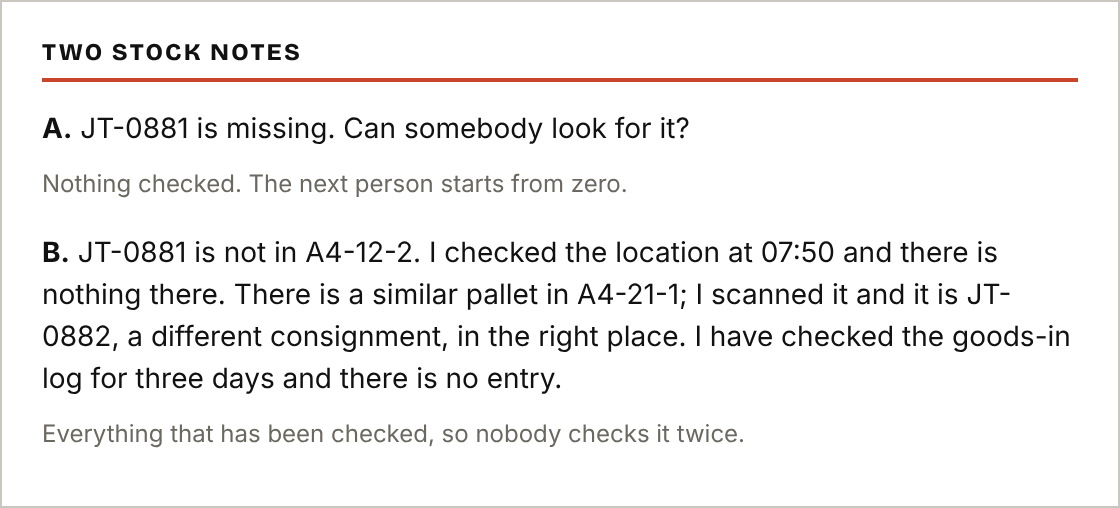 TWO STOCK NOTES
A. JT-0881 is missing. Can somebody look for it?
Nothing checked. The next person starts from zero.
B. JT-0881 is not in A4-12-2. I checked the location at 07:50 and there is
nothing there. There is a similar pallet in A4-21-1; I scanned it and it is JT-
0882, a different consignment, in the right place. I have checked the goods-in
log for three days and there is no entry.
Everything that has been checked, so nobody checks it twice.